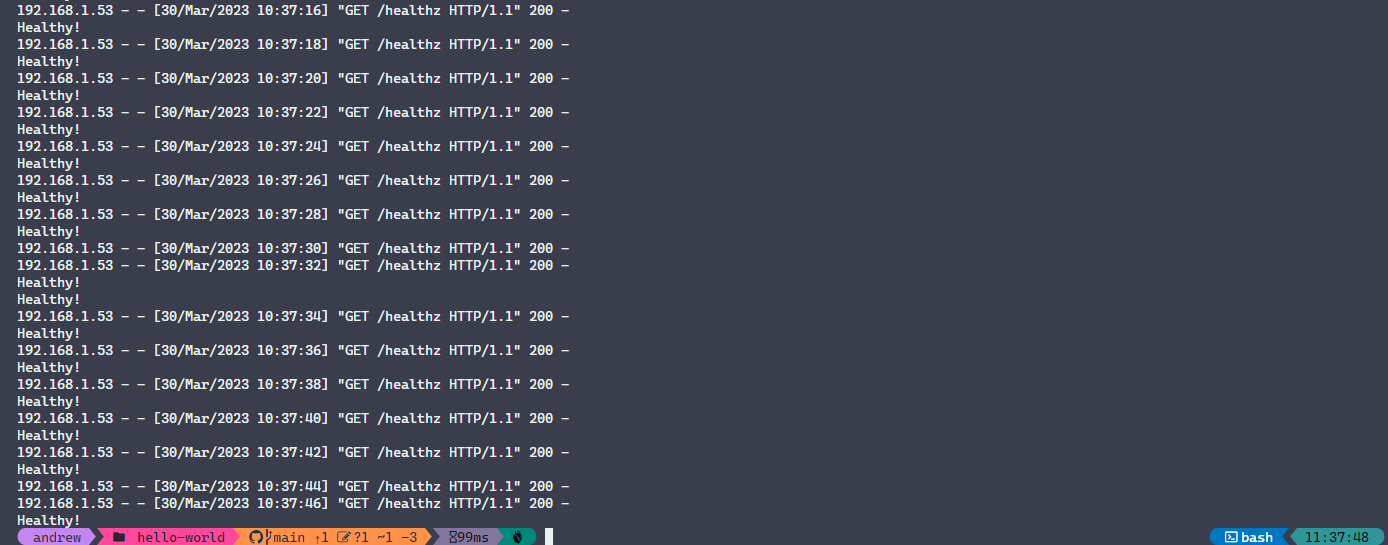 192.168.1.53 - - [30/Mar/2023 10:37:16] "GET /healthz HTTP/1.1" 200 -
Healthy!
192.168.1.53 - - [30/Mar/2023 10:37:18] "GET /healthz HTTP/1.1" 200 -
Healthy!
192.168.1.53 - - [30/Mar/2023 10:37:20] "GET /healthz HTTP/1.1" 200 -
Healthy!
192.168.1.53 - - [30/Mar/2023 10:37:22] "GET /healthz HTTP/1.1" 200 -
Healthy!
192.168.1.53 - - [30/Mar/2023 10:37:24] "GET /healthz HTTP/1.1" 200 -
Healthy!
192.168.1.53 - - [30/Mar/2023 10:37:26] "GET /healthz HTTP/1.1" 200 -
Healthy!
192.168.1.53 - - [30/Mar/2023 10:37:28] "GET /healthz HTTP/1.1" 200 -
Healthy!
192.168.1.53 - - [30/Mar/2023 10:37:30] "GET /healthz HTTP/1.1" 200 -
192.168.1.53 - - [30/Mar/2023 10:37:32] "GET /healthz HTTP/1.1" 200 -
Healthy!
Healthy!
192.168.1.53 - - [30/Mar/2023 10:37:34] "GET /healthz HTTP/1.1" 200 -
Healthy!
192.168.1.53 - - [30/Mar/2023 10:37:36] "GET /healthz HTTP/1.1" 200 -
Healthy!
192.168.1.53 - - [30/Mar/2023 10:37:38] "GET /healthz HTTP/1.1" 200 -
Healthy!
192.168.1.53 - - [30/Mar/2023 10:37:40] "GET /healthz HTTP/1.1" 200 -
Healthy!
192.168.1.53 - - [30/Mar/2023 10:37:42] "GET /healthz HTTP/1.1" 200 -
Healthy!
192.168.1.53 - - [30/Mar/2023 10:37:44] "GET /healthz HTTP/1.1" 200 -
192.168.1.53 - - [30/Mar/2023 10:37:46] "GET /healthz HTTP/1.1" 200 -
Healthy!
andrew hello-world main ↑1 ?1 ~1 -3 99ms bash 11:37:48